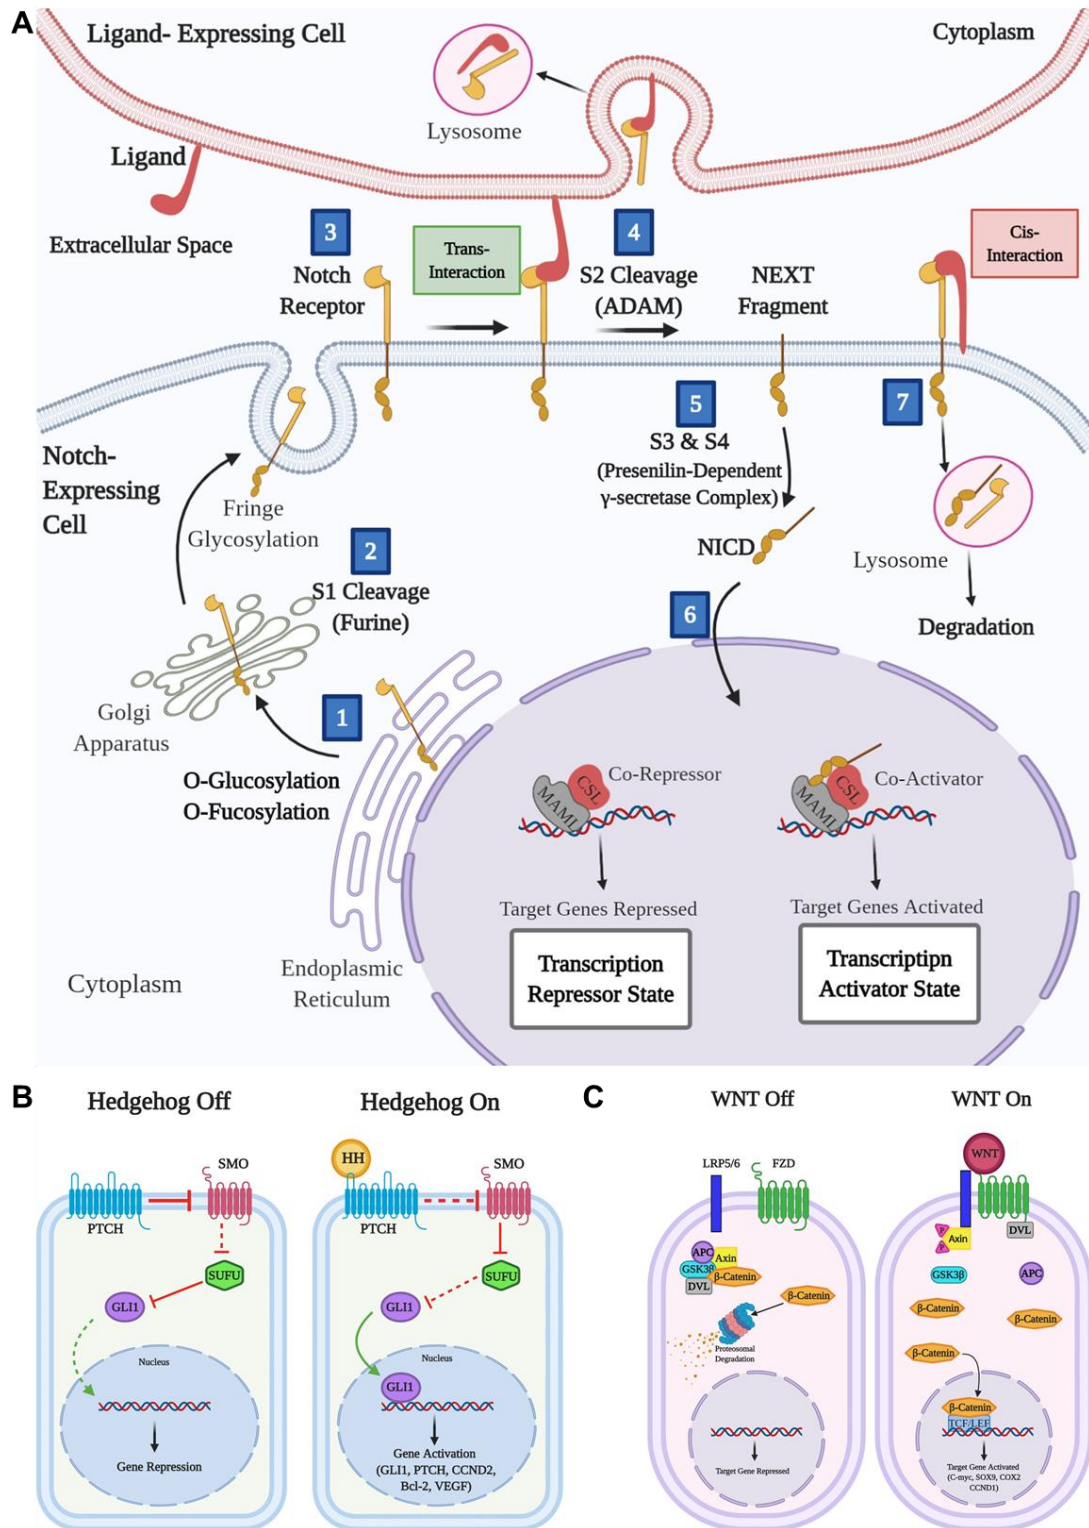 A
Ligand- Expressing Cell
Cytoplasm
Lysosome
Ligand
Extracellular Space
3
Notch
Receptor
Trans-
Interaction
4
S2 Cleavage
(ADAM)
NEXT
Fragment
Cis-
Interaction
Notch-
Expressing
Cell
Fringe
Glycosylation
2
S1 Cleavage
(Furine)
5
S3 & S4
(Presenilin-Dependent
γ-secretase Complex)
NICD
7
Lysosome
Degradation
6
Golgi
Apparatus
1
O-Glucosylation
O-Fucosylation
Endoplasmic
Reticulum
Cytoplasm
MAML
CSL
Co-Repressor
Target Genes Repressed
Transcription
Repressor State
MAML
CSL
Co-Activator
Target Genes Activated
Transcriptipn
Activator State
B
Hedgehog Off
PTCH
SMO
SUFU
GLI1
Nucleus
Gene Repression
Hedgehog On
HH
PTCH
SMO
SUFU
GLI1
Nucleus
GLI1
Gene Activation
(GLI1, PTCH, CCND2,
Bcl-2, VEGF)
C
WNT Off
LRP5/6
FZD
APC
Axin
GSK3β
β-Catenin
DVL
β-Catenin
Proteosomal
Degradation
Target Gene Repressed
WNT On
WNT
P
Axin
P
DVL
GSK3β
APC
β-Catenin
β-Catenin
β-Catenin
β-Catenin
TCF/LEF
Target Gene Activated
(C-myc, SOX9, COX2
CCND1)